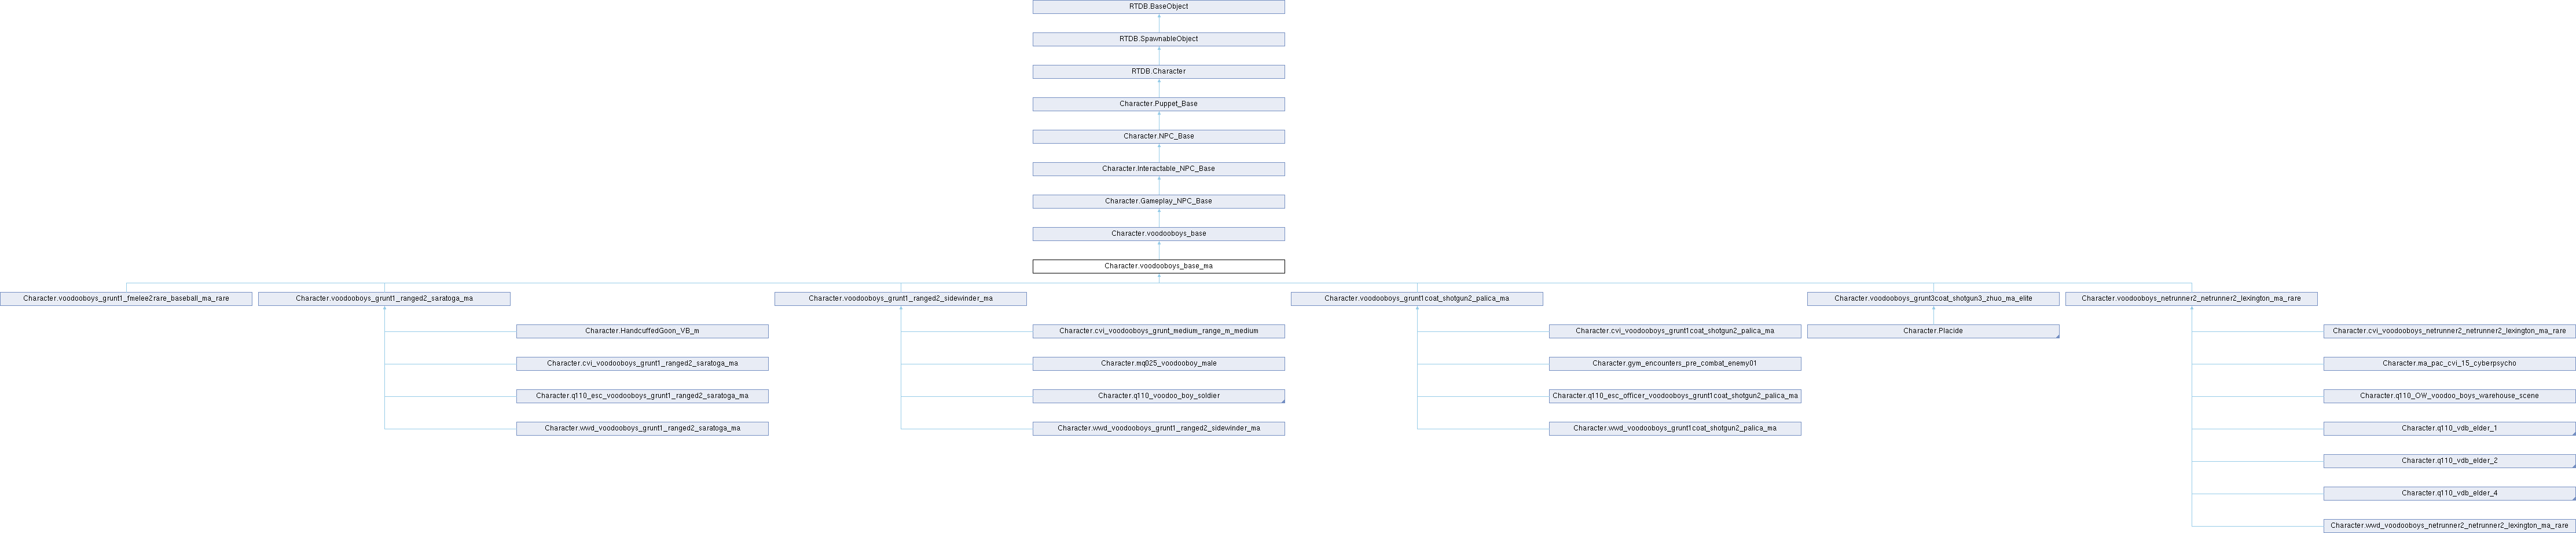 RTDB.BaseObject
RTDB.SpawnableObject
RTDB.Character
Character.Puppet_Base
Character.NPC_Base
Character.Interactable_NPC_Base
Character.Gameplay_NPC_Base
Character.voodooboys_base
Character.voodooboys_base_ma
Character.voodooboys_grunt1_fmelee2rare_baseball_ma_rare
Character.voodooboys_grunt1_ranged2_saratoga_ma
Character.voodooboys_grunt1_ranged2_sidewinder_ma
Character.voodooboys_grunt1coat_shotgun2_palica_ma
Character.voodooboys_grunt3coat_shotgun3_zhuo_ma_elite
Character.voodooboys_netrunner2_netrunner2_lexington_ma_rare
Character.HandcuffedGoon_VB_m
Character.cvi_voodooboys_grunt_medium_range_m_medium
Character.cvi_voodooboys_grunt1coat_shotgun2_palica_ma
Character.Placide
Character.cvi_voodooboys_netrunner2_netrunner2_lexington_ma_rare
Character.cvi_voodooboys_grunt1_ranged2_saratoga_ma
Character.mq025_voodooboy_male
Character.gym_encounters_pre_combat_enemy01
Character.ma_pac_cvi_15_cyberpsycho
Character.q110_esc_voodooboys_grunt1_ranged2_saratoga_ma
Character.q110_voodoo_boy_soldier
Character.q110_esc_officer_voodooboys_grunt1coat_shotgun2_palica_ma
Character.q110_OW_voodoo_boys_warehouse_scene
Character.wwd_voodooboys_grunt1_ranged2_saratoga_ma
Character.wwd_voodooboys_grunt1_ranged2_sidewinder_ma
Character.wwd_voodooboys_grunt1coat_shotgun2_palica_ma
Character.q110_vdb_elder_1
Character.q110_vdb_elder_2
Character.q110_vdb_elder_4
Character.wwd_voodooboys_netrunner2_netrunner2_lexington_ma_rare